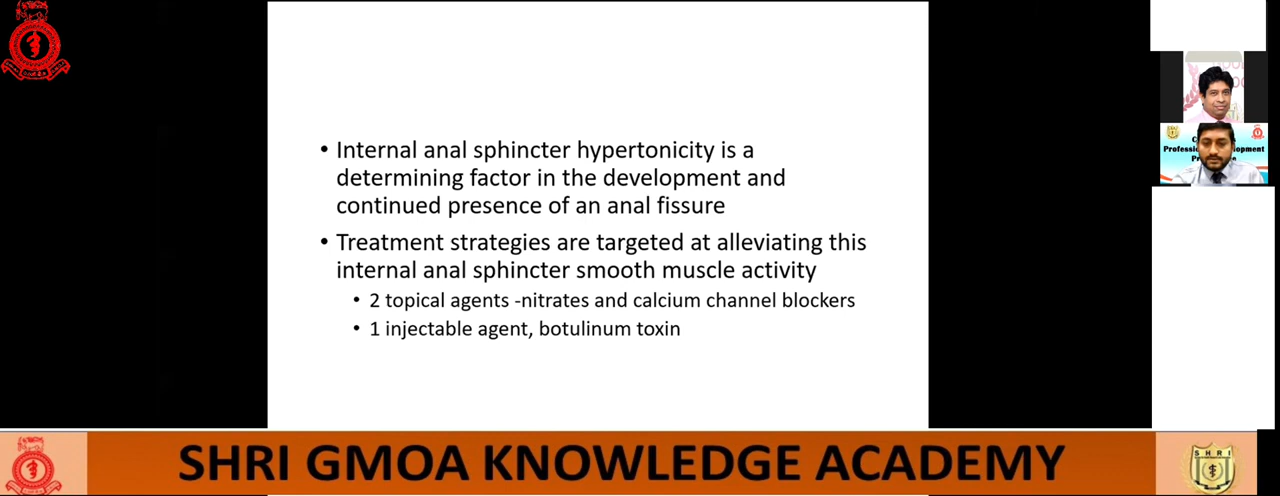 • Internal anal sphincter hypertonicity is a
determining factor in the development and
continued presence of an anal fissure
• Treatment strategies are targeted at alleviating this
internal anal sphincter smooth muscle activity
• 2 topical agents -nitrates and calcium channel blockers
• 1 injectable agent, botulinum toxin
SHRI GMOA KNOWLEDGE ACADEMY
SHRI